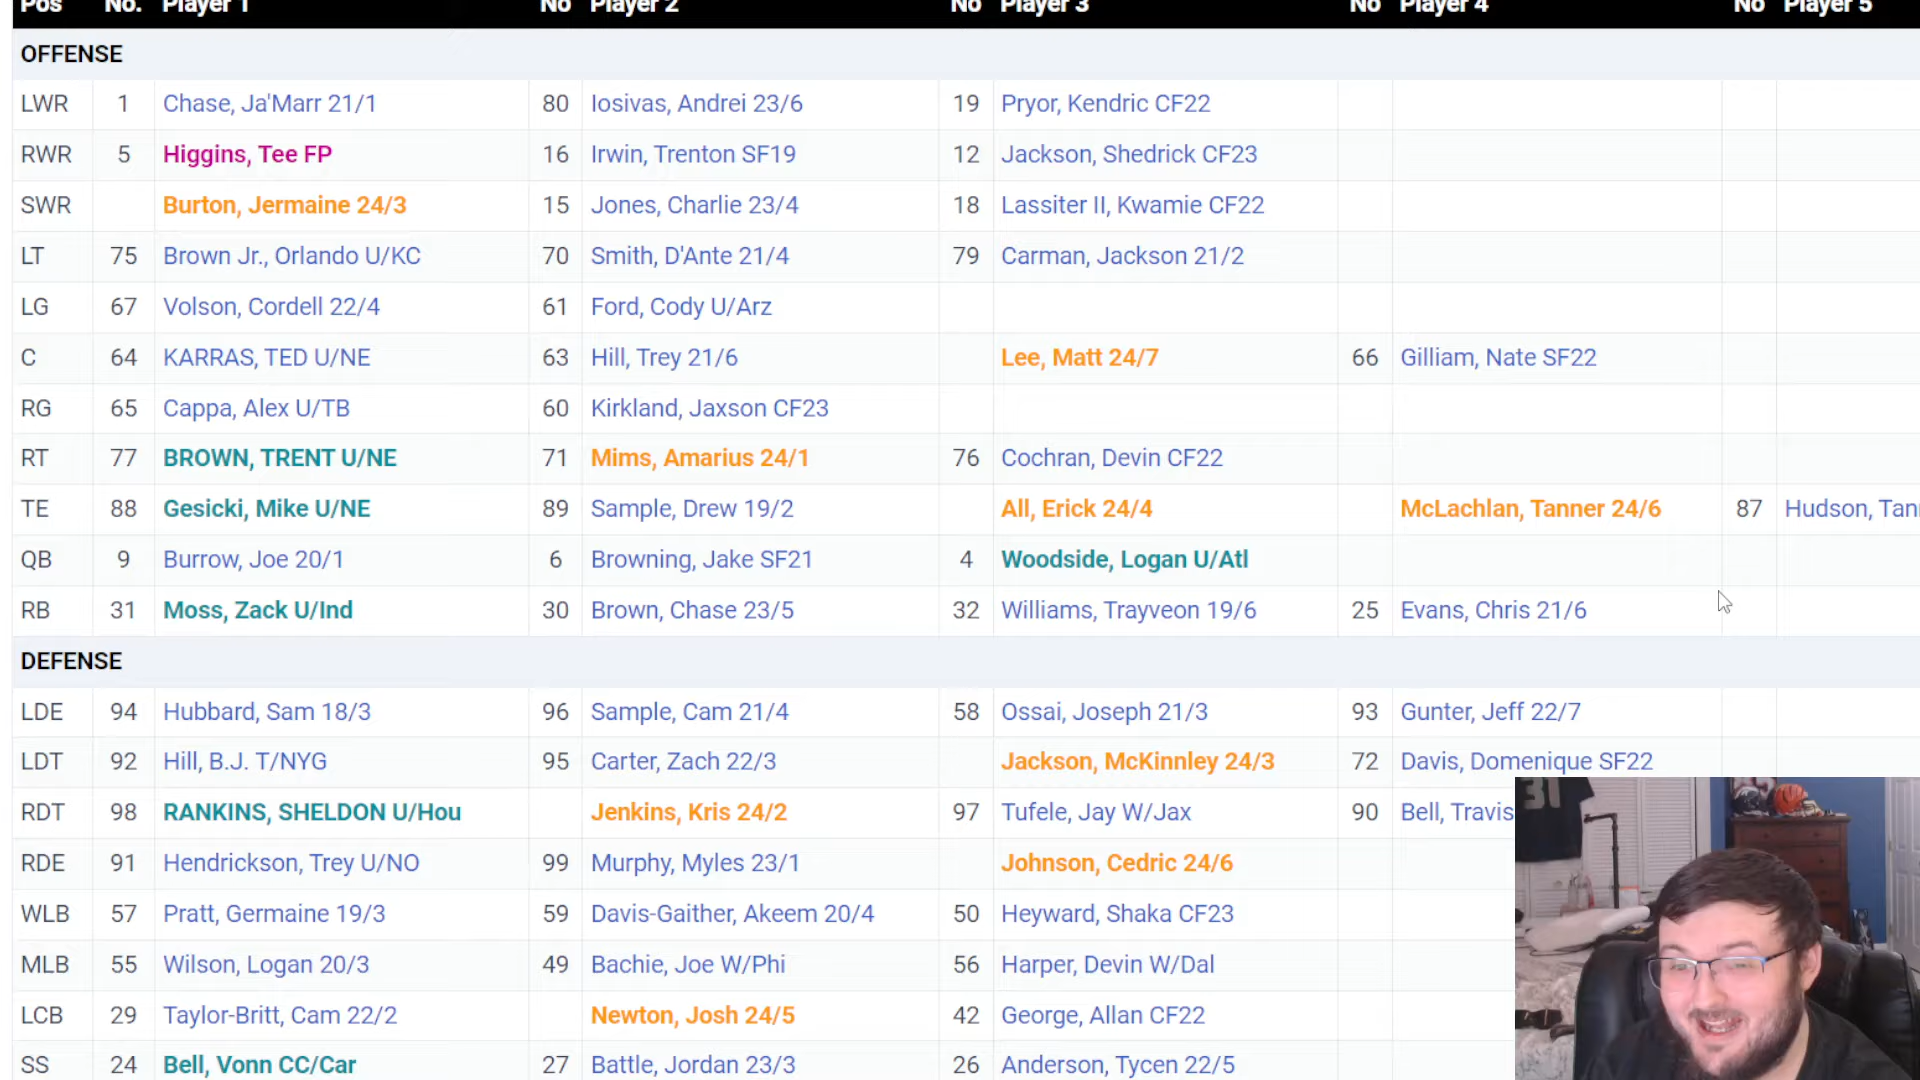 Pos No. Player 1 No Player 2 No Player 3 No Player 4 No Player 5
OFFENSE
LWR 1 Chase, Ja'Marr 21/1 80 Iosivas, Andrei 23/6 19 Pryor, Kendric CF22
RWR 5 Higgins, Tee FP 16 Irwin, Trenton SF19 12 Jackson, Shedrick CF23
SWR Burton, Jermaine 24/3 15 Jones, Charlie 23/4 18 Lassiter II, Kwamie CF22
LT 75 Brown Jr., Orlando U/KC 70 Smith, D'Ante 21/4 79 Carman, Jackson 21/2
LG 67 Volson, Cordell 22/4 61 Ford, Cody U/Arz
C 64 KARRAS, TED U/NE 63 Hill, Trey 21/6 Lee, Matt 24/7 66 Gilliam, Nate SF22
RG 65 Cappa, Alex U/TB 60 Kirkland, Jaxson CF23
RT 77 BROWN, TRENT U/NE 71 Mims, Amarius 24/1 76 Cochran, Devin CF22
TE 88 Gesicki, Mike U/NE 89 Sample, Drew 19/2 All, Erick 24/4 McLachlan, Tanner 24/6 87 Hudson, Tan
QB 9 Burrow, Joe 20/1 6 Browning, Jake SF21 4 Woodside, Logan U/Atl
RB 31 Moss, Zack U/Ind 30 Brown, Chase 23/5 32 Williams, Trayveon 19/6 25 Evans, Chris 21/6
DEFENSE
LDE 94 Hubbard, Sam 18/3 96 Sample, Cam 21/4 58 Ossai, Joseph 21/3 93 Gunter, Jeff 22/7
LDT 92 Hill, B.J. T/NYG 95 Carter, Zach 22/3 Jackson, McKinnley 24/3 72 Davis, Domenique SF22
RDT 98 RANKINS, SHELDON U/Hou Jenkins, Kris 24/2 97 Tufele, Jay W/Jax 90 Bell, Travis
RDE 91 Hendrickson, Trey U/NO 99 Murphy, Myles 23/1 Johnson, Cedric 24/6
WLB 57 Pratt, Germaine 19/3 59 Davis-Gaither, Akeem 20/4 50 Heyward, Shaka CF23
MLB 55 Wilson, Logan 20/3 49 Bachie, Joe W/Phi 56 Harper, Devin W/Dal
LCB 29 Taylor-Britt, Cam 22/2 Newton, Josh 24/5 42 George, Allan CF22
SS 24 Bell, Vonn CC/Car 27 Battle, Jordan 23/3 26 Anderson, Tycen 22/5
31